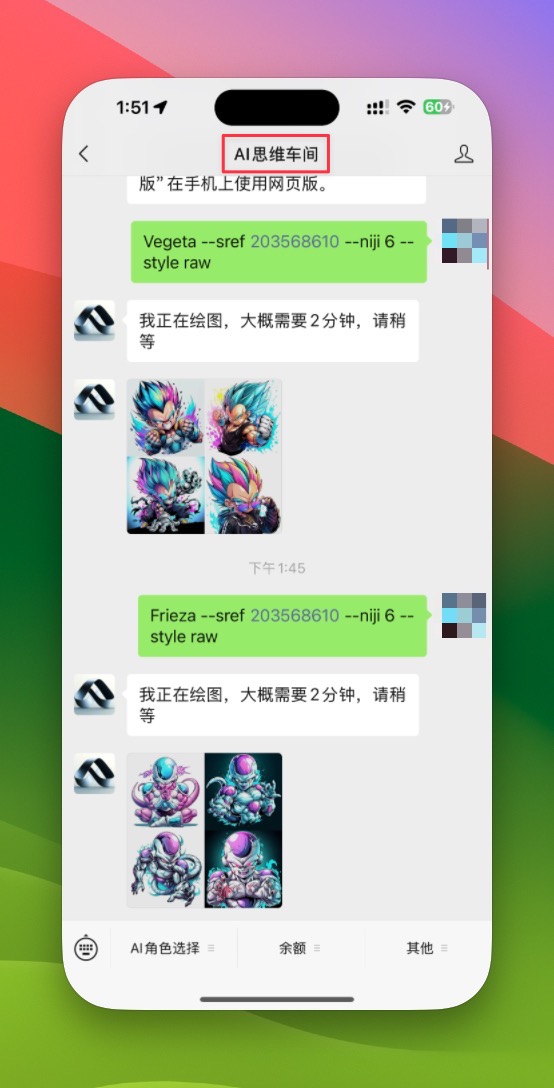 1:51
60
AI思维车间
版”在手机上使用网页版。
Vegeta --sref 203568610 --niji 6 --
style raw
我正在绘图，大概需要2分钟，请稍
等
下午1:45
Frieza --sref 203568610 --niji 6 --
style raw
我正在绘图，大概需要2分钟，请稍
等
AI角色选择
余额
其他